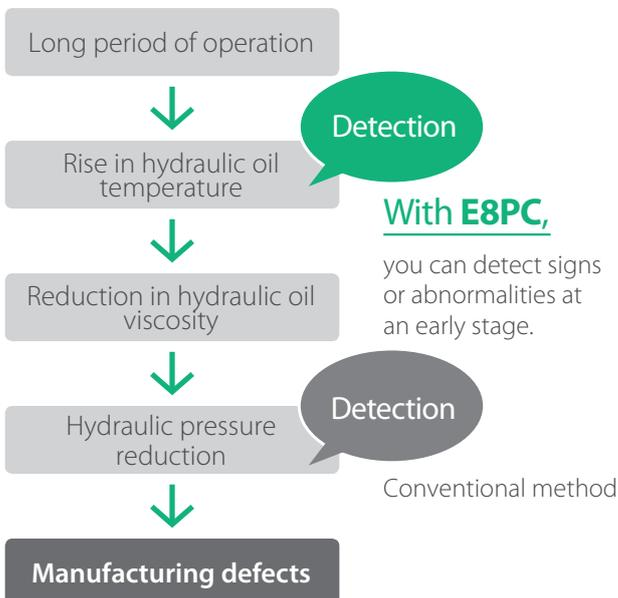 Long period of operation
Detection
Rise in hydraulic oil
temperature
With E8PC,
you can detect signs
or abnormalities at
an early stage.
Reduction in hydraulic oil
viscosity
Detection
Hydraulic pressure
reduction
Conventional method
Manufacturing defects